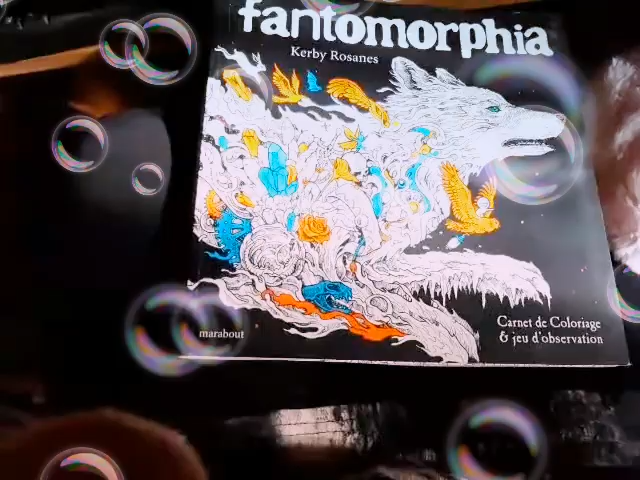 fantomorphia
Kerby Rosanes
Carnet de Coloriage
& jeu d'observation
marabout